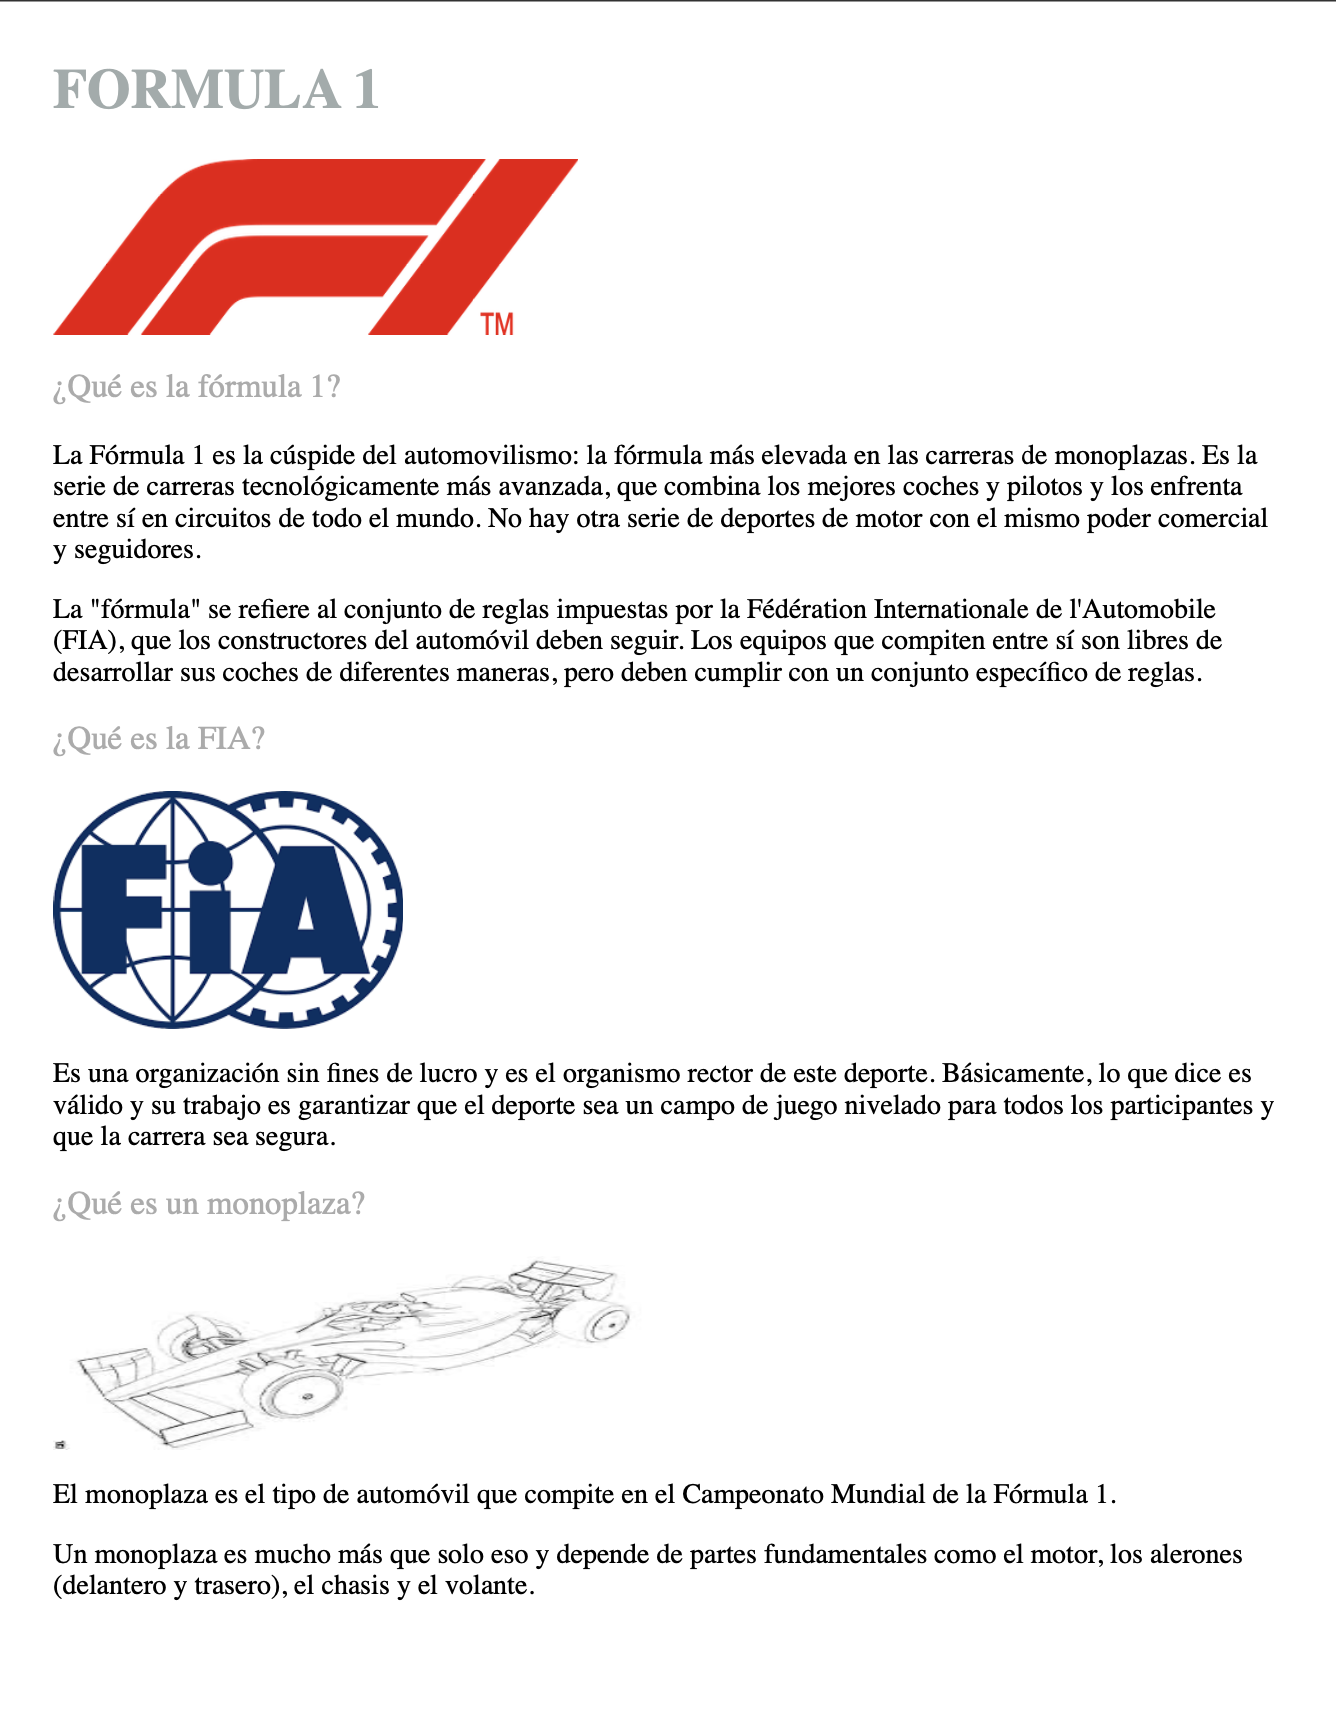 FORMULA 1
F1
TM
¿Qué es la fórmula 1?
La Fórmula 1 es la cúspide del automovilismo: la fórmula más elevada en las carreras de monoplazas. Es la
serie de carreras tecnológicamente más avanzada, que combina los mejores coches y pilotos y los enfrenta
entre sí en circuitos de todo el mundo. No hay otra serie de deportes de motor con el mismo poder comercial
y seguidores.
La "fórmula" se refiere al conjunto de reglas impuestas por la Fédération Internationale de l'Automobile
(FIA), que los constructores del automóvil deben seguir. Los equipos que compiten entre sí son libres de
desarrollar sus coches de diferentes maneras, pero deben cumplir con un conjunto específico de reglas.
¿Qué es la FIA?
FiA
Es una organización sin fines de lucro y es el organismo rector de este deporte. Básicamente, lo que dice es
válido y su trabajo es garantizar que el deporte sea un campo de juego nivelado para todos los participantes y
que la carrera sea segura.
¿Qué es un monoplaza?
El monoplaza es el tipo de automóvil que compite en el Campeonato Mundial de la Fórmula 1.
Un monoplaza es mucho más que solo eso y depende de partes fundamentales como el motor, los alerones
(delantero y trasero), el chasis y el volante.